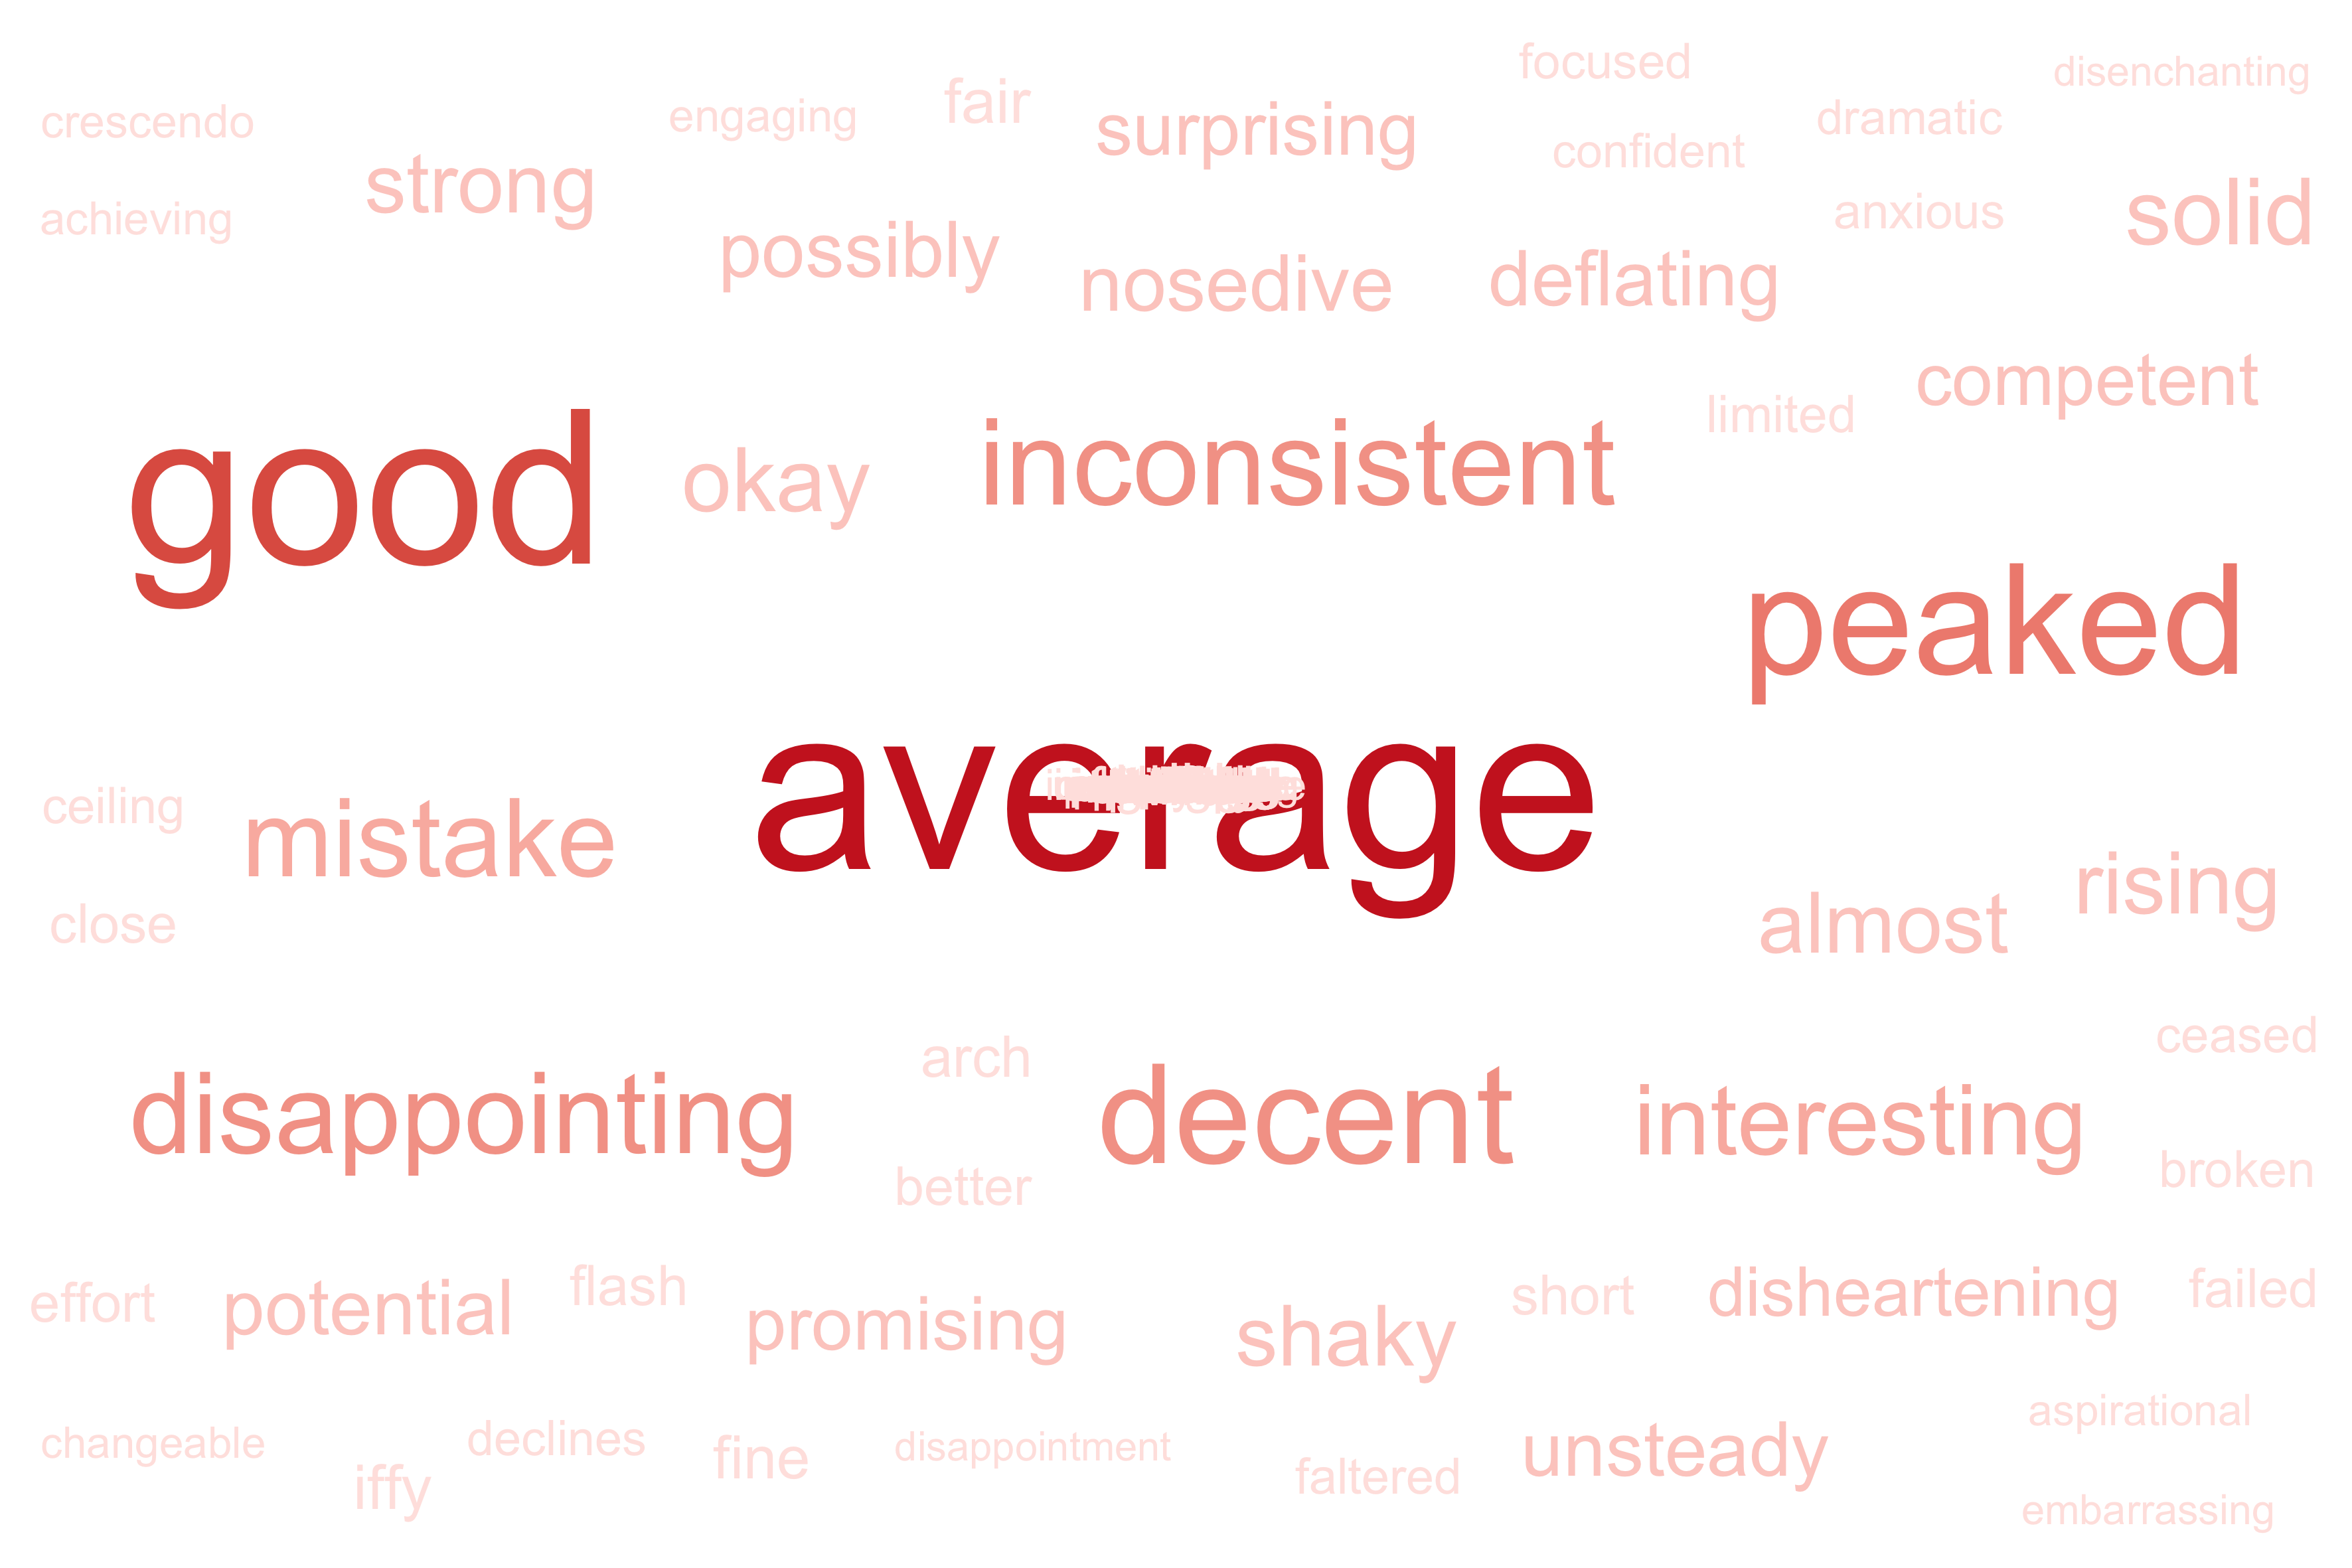 focused
disenchanting
crescendo
engaging
fair
surprising
dramatic
confident
strong
achieving
anxious
solid
possibly
nosedive
deflating
competent
limited
good
okay
inconsistent
peaked
average
ceiling
mistake
close
almost
rising
arch
ceased
disappointing
decent
interesting
better
broken
effort
potential
flash
promising
shaky
short
disheartening
failed
changeable
iffy
declines
fine
disappointment
faltered
unsteady
aspirational
embarrassing